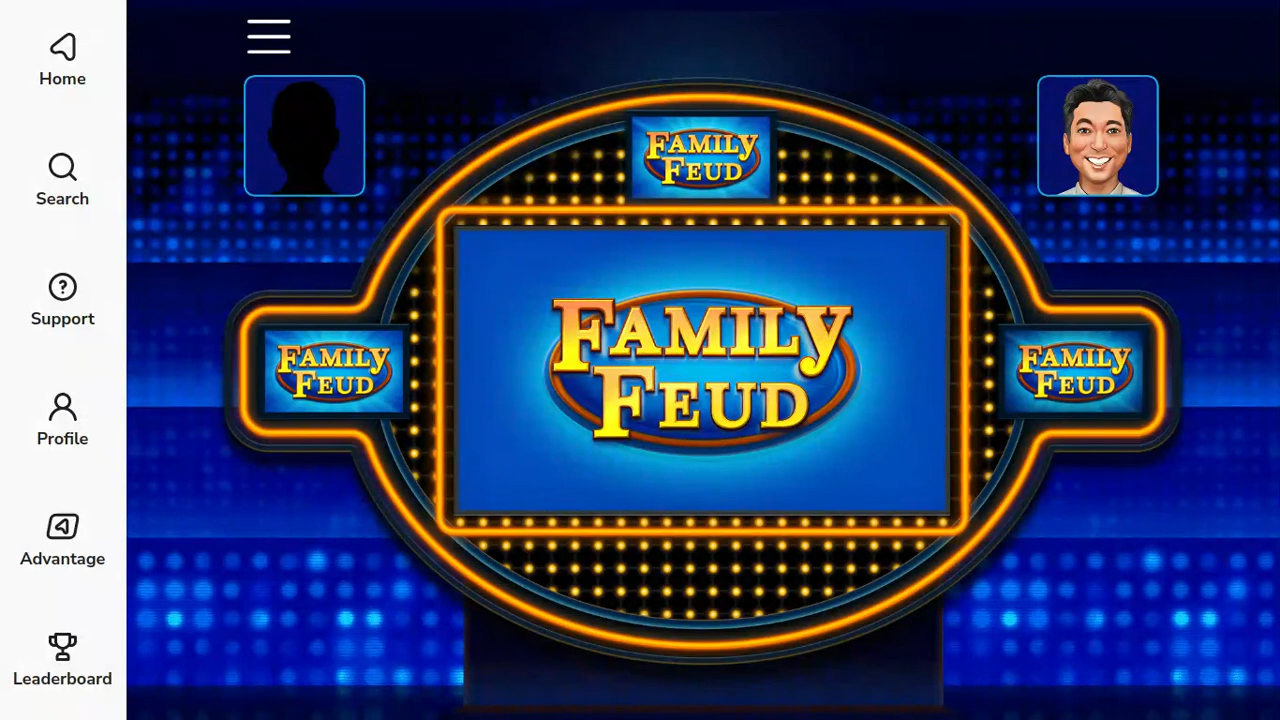 Home
Search
Support
Profile
Advantage
Leaderboard
FAMILY
FEUD
FAMILY
FEUD
FAMILY
FEUD
FAMILY
FEUD